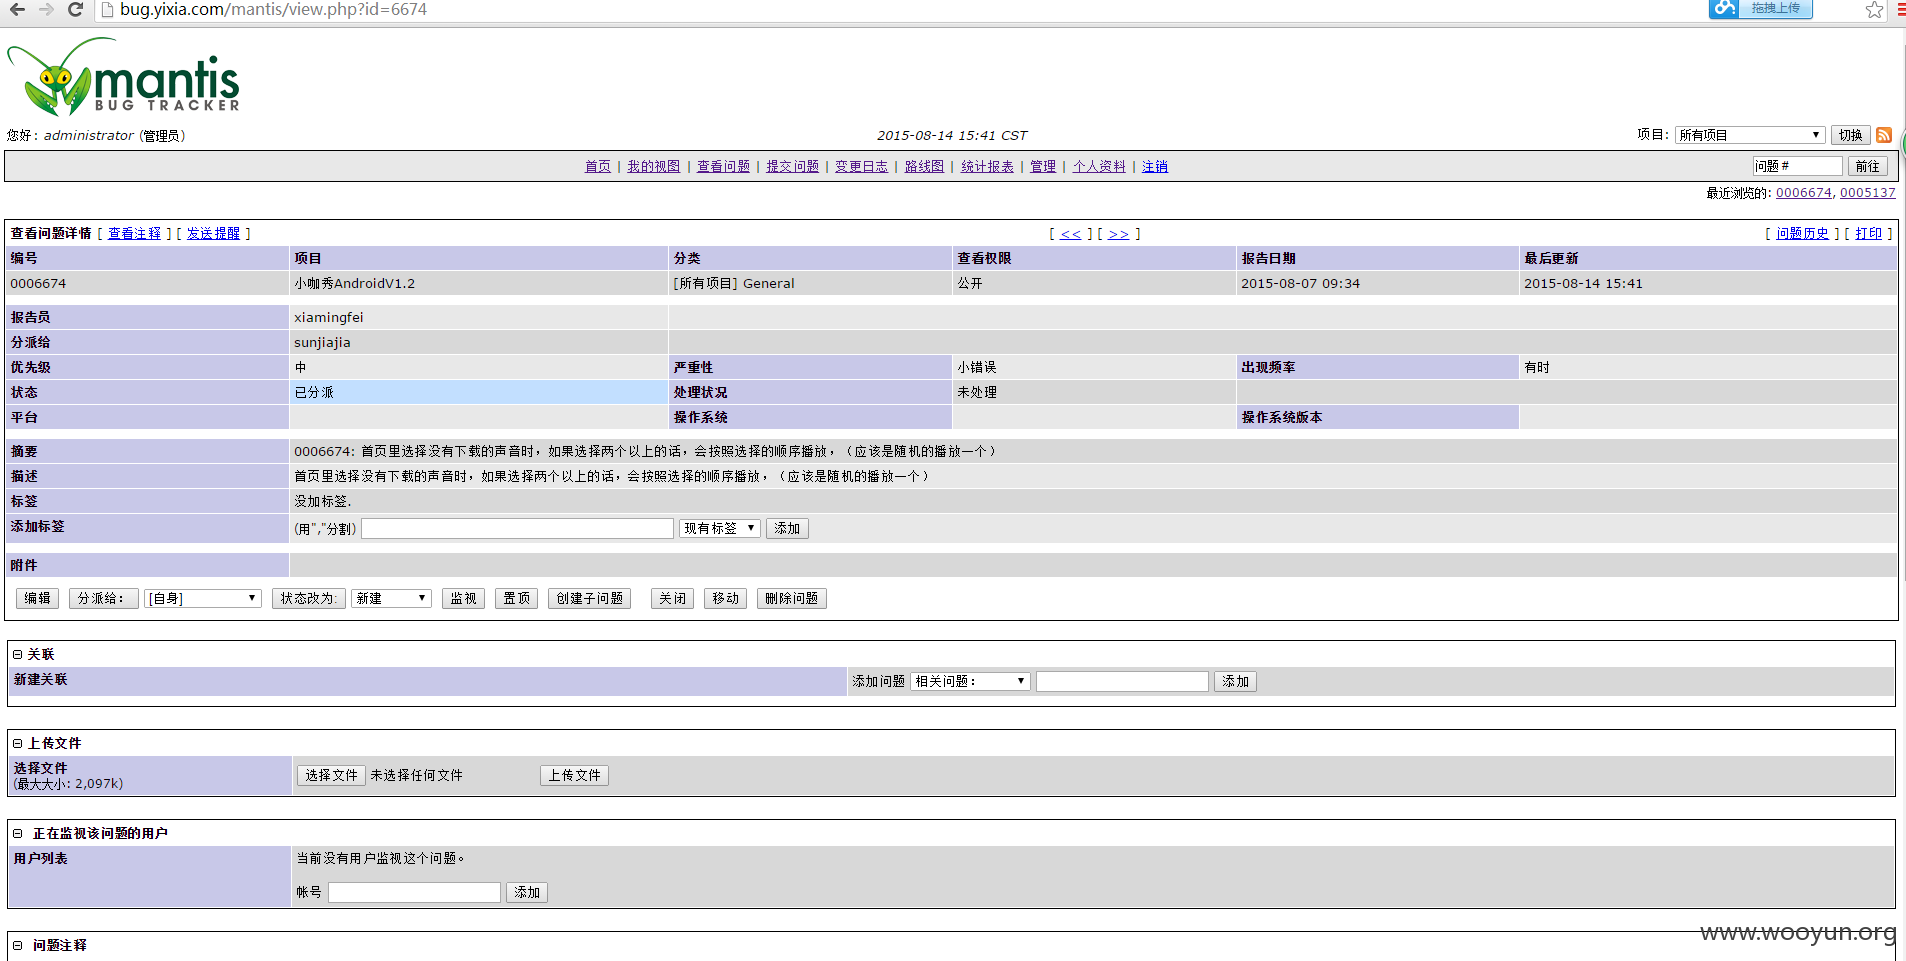 bug.yixia.com/mantis/view.php?id=6674
拖拽上传
mantis
BUG TRACKER
您好: administrator (管理员)
2015-08-14 15:41 CST
项目: 所有项目 切换
首页 | 我的视图 | 查看问题 | 提交问题 | 变更日志 | 路线图 | 统计报表 | 管理 | 个人资料 | 注销
问题 # 前往
最近浏览的: 0006674, 0005137
查看问题详情 [ 查看注释 ] [ 发送提醒 ] [ << ] [ >> ] [ 问题历史 ] [ 打印 ]
编号 项目 分类 查看权限 报告日期 最后更新
0006674 小咖秀AndroidV1.2 [所有项目] General 公开 2015-08-07 09:34 2015-08-14 15:41
报告员 xiamingfei
分派给 sunjiajia
优先级 中 严重性 小错误 出现频率 有时
状态 已分派 处理状况 未处理
平台 操作系统 操作系统版本
摘要 0006674: 首页里选择没有下载的声音时，如果选择两个以上的话，会按照选择的顺序播放，（应该是随机的播放一个）
描述 首页里选择没有下载的声音时，如果选择两个以上的话，会按照选择的顺序播放，（应该是随机的播放一个）
标签 没加标签.
添加标签 (用","分割) 现有标签 添加
附件
编辑 分派给: [自身] 状态改为: 新建 监视 置顶 创建子问题 关闭 移动 删除问题
关联
新建关联 添加问题 相关问题: 添加
上传文件
选择文件 选择文件 未选择任何文件 上传文件
(最大大小: 2,097k)
正在监视该问题的用户
用户列表 当前没有用户监视这个问题。
帐号 添加
问题注释
www.wooyun.org